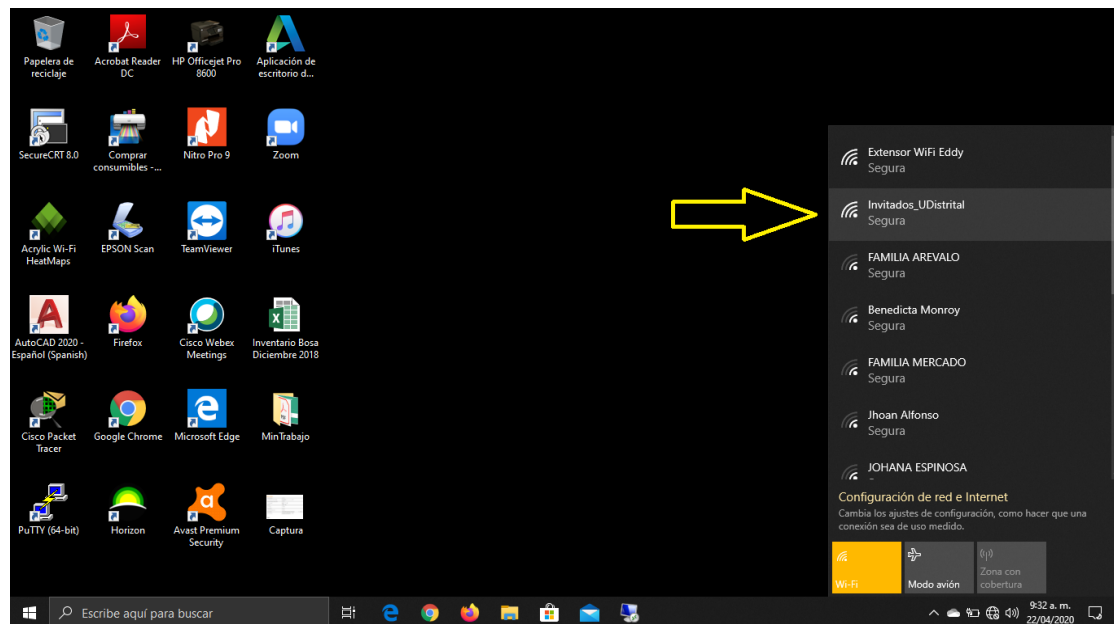 Papelera de
reciclaje
Acrobat Reader
DC
HP Officejet Pro
8600
Aplicación de
escritorio d...
SecureCRT 8.0
Comprar
consumibles -...
Nitro Pro 9
Zoom
Acrylic Wi-Fi
HeatMaps
EPSON Scan
TeamViewer
iTunes
AutoCAD 2020 -
Español (Spanish)
Firefox
Cisco Webex
Meetings
Inventario Bosa
Diciembre 2018
Cisco Packet
Tracer
Google Chrome
Microsoft Edge
MinTrabajo
PuTTY (64-bit)
Horizon
Avast Premium
Security
Captura
Extensor WiFi Eddy
Segura
Invitados_UDistrital
Segura
FAMILIA AREVALO
Segura
Benedicta Monroy
Segura
FAMILIA MERCADO
Segura
Jhoan Alfonso
Segura
JOHANA ESPINOSA
Configuración de red e Internet
Cambia los ajustes de configuración, como hacer que una
conexión sea de uso medido.
Wi-Fi
Modo avión
Zona con
cobertura
Escribe aquí para buscar
9:32 a. m.
22/04/2020